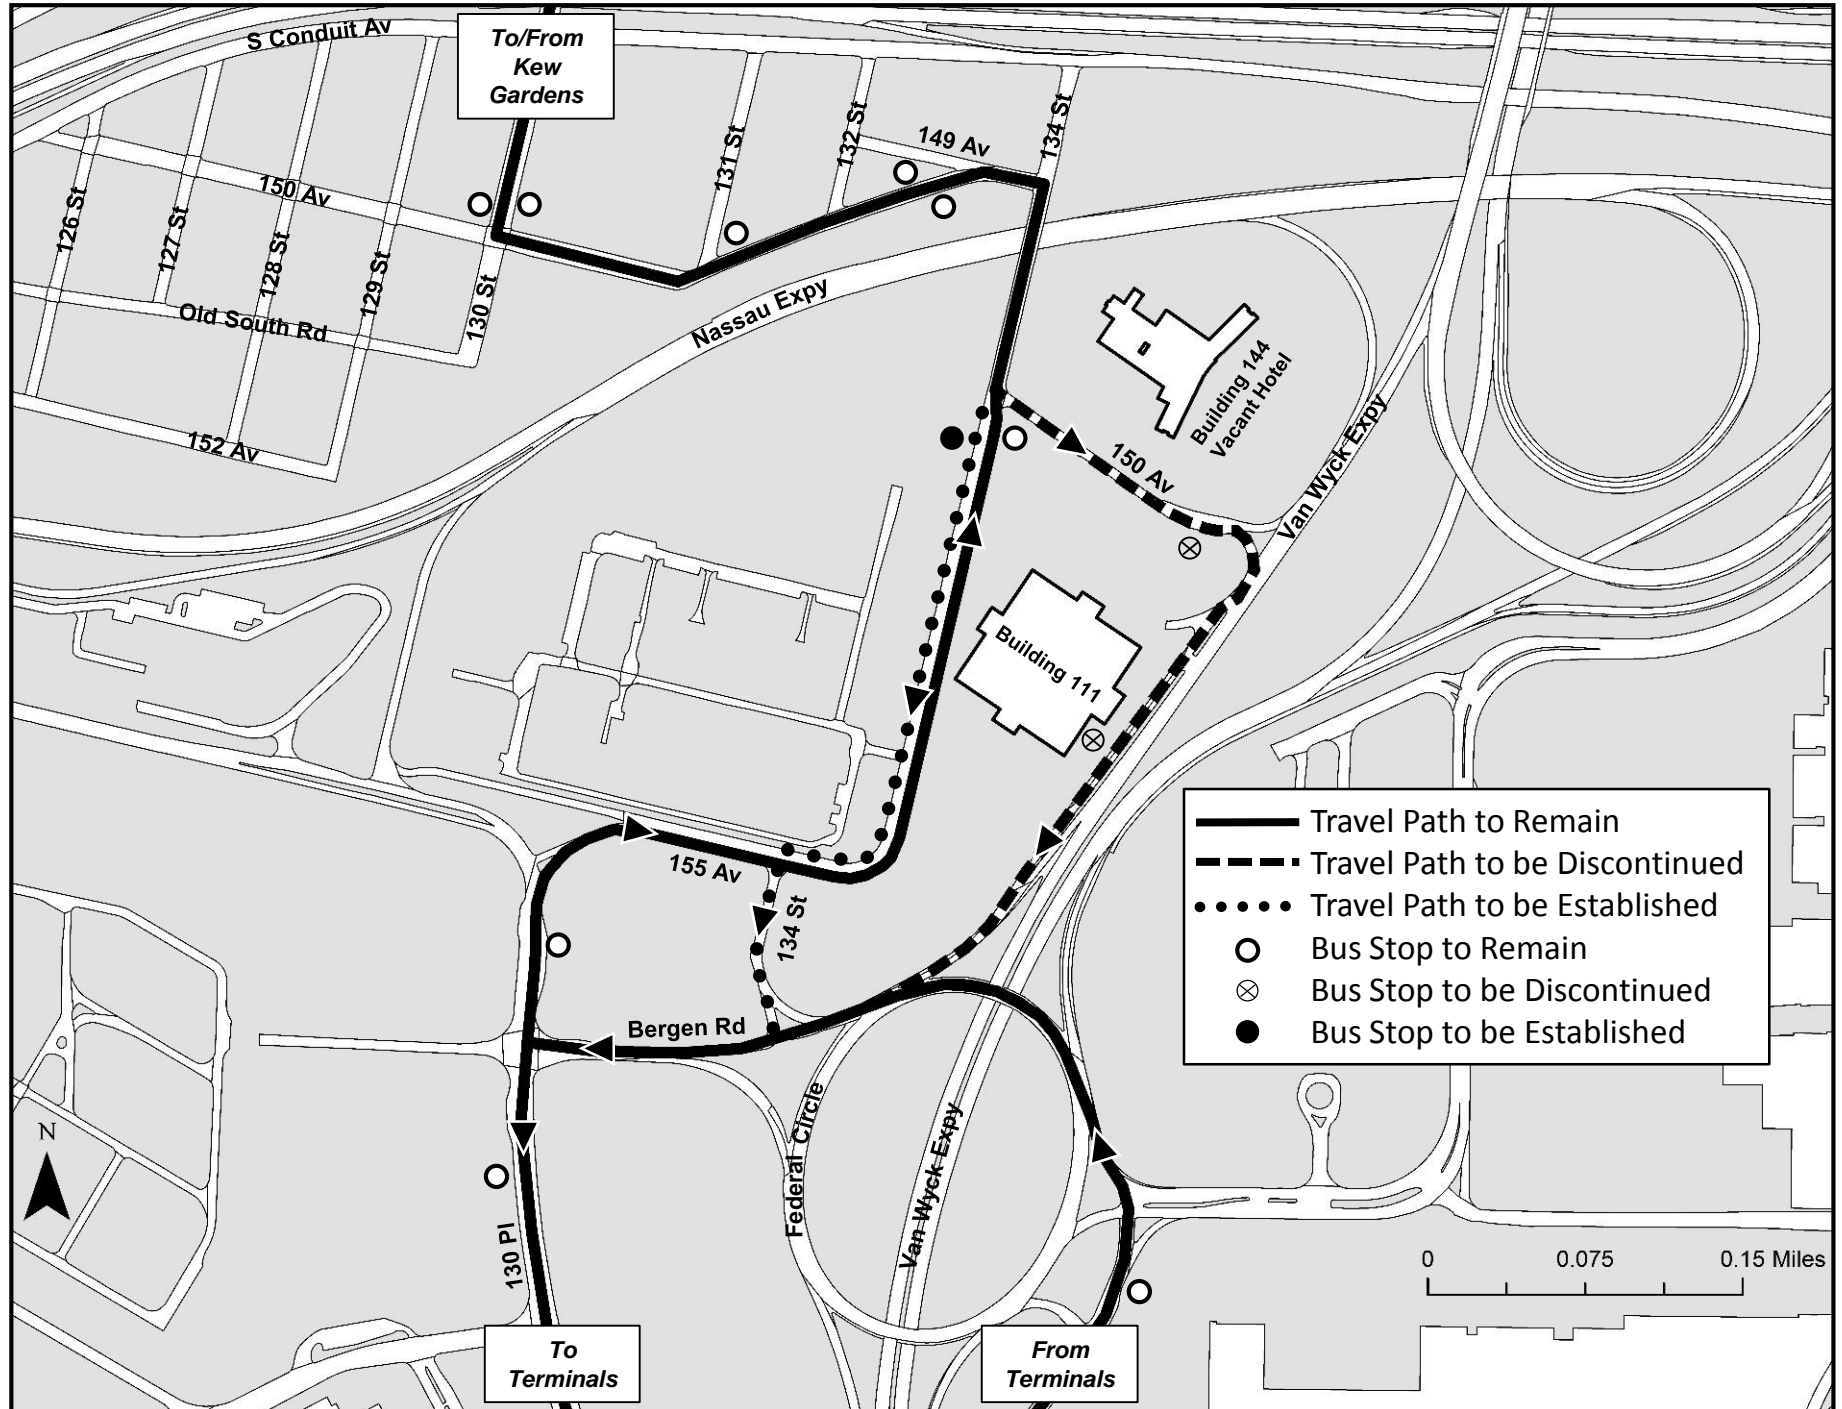 S Conduit Av
To/From
Kew
Gardens
131 St
132 St
149 Av
134 St
126 St
127 St
128 St
129 St
150 Av
130 St
Old South Rd
152 Av
Nassau Expy
Building 144
Vacant Hotel
150 Av
Van Wyck Expy
Building 111
155 Av
134 St
Bergen Rd
Federal Circle
Van Wyck Expy
130 Pl
N
Travel Path to Remain
Travel Path to be Discontinued
Travel Path to be Established
Bus Stop to Remain
Bus Stop to be Discontinued
Bus Stop to be Established
0 0.075 0.15 Miles
To
Terminals
From
Terminals